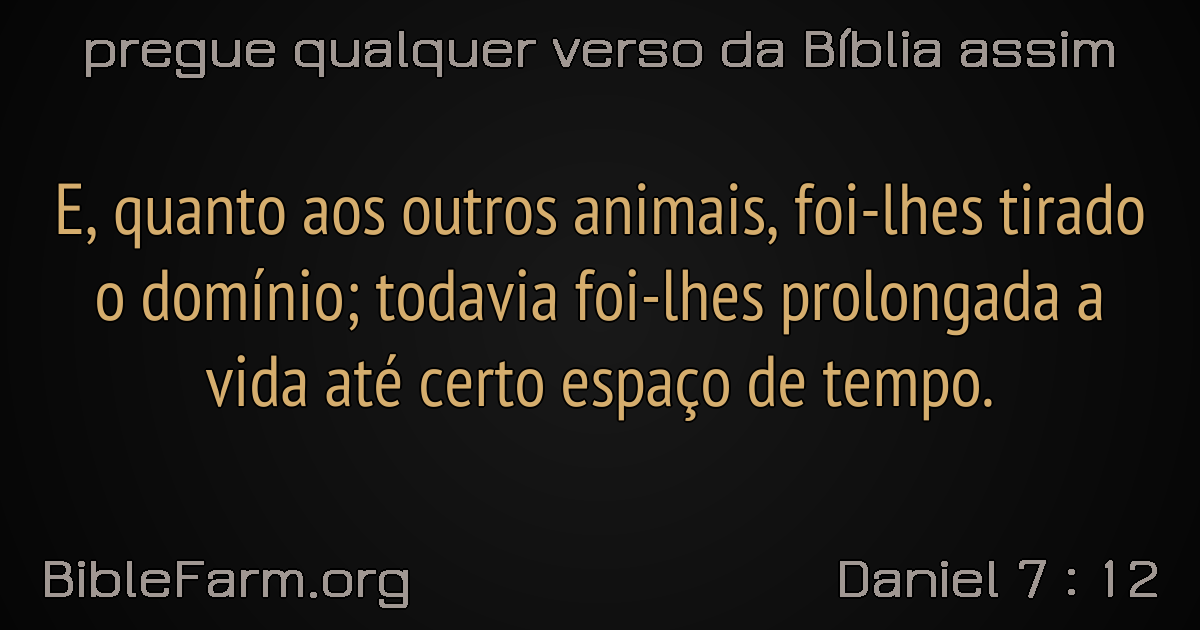 pregue qualquer verso da Bíblia assim
E, quanto aos outros animais, foi-lhes tirado
o domínio; todavia foi-lhes prolongada a
vida até certo espaço de tempo.
BibleFarm.org
Daniel 7 : 12